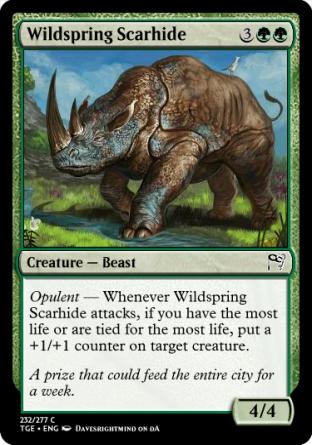 Wildspring Scarhide 3
Creature — Beast
Opulent — Whenever Wildspring
Scarhide attacks, if you have the most
life or are tied for the most life, put a
+1/+1 counter on target creature.
A prize that could feed the entire city for
a week.
4/4
232/277 C
TGE • ENG DAVESRIGHTMIND ON DA